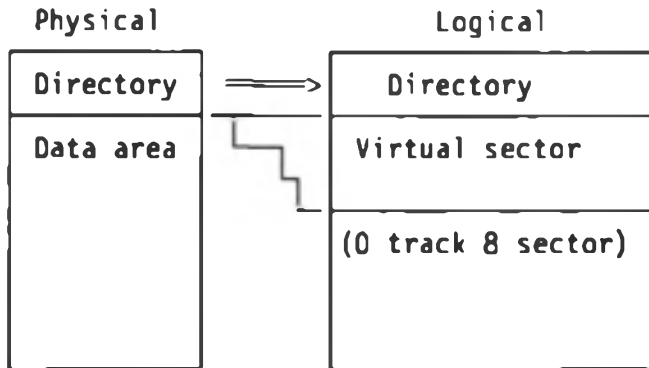 Physical
Logical
Directory
Directory
Data area
Virtual sector
(0 track 8 sector)